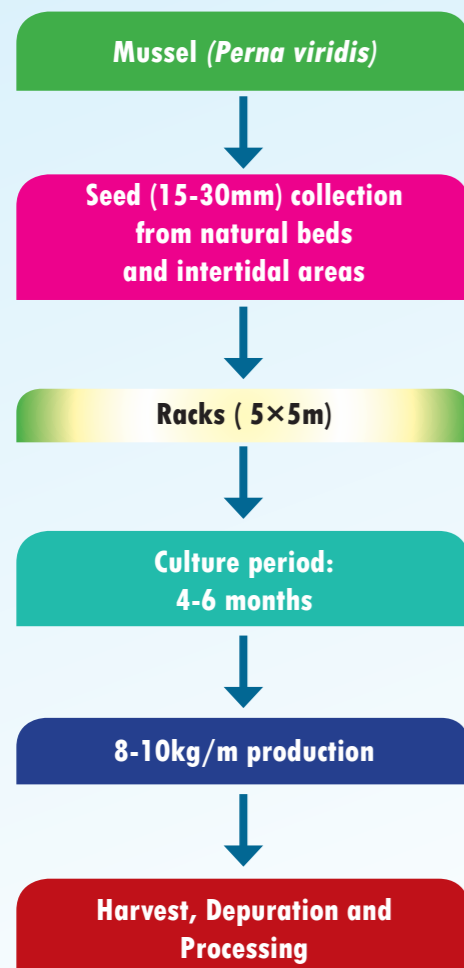 Mussel (Perna viridis)
Seed (15-30mm) collection
from natural beds
and intertidal areas
Racks ( 5×5m)
Culture period:
4-6 months
8-10kg/m production
Harvest, Depuration and
Processing